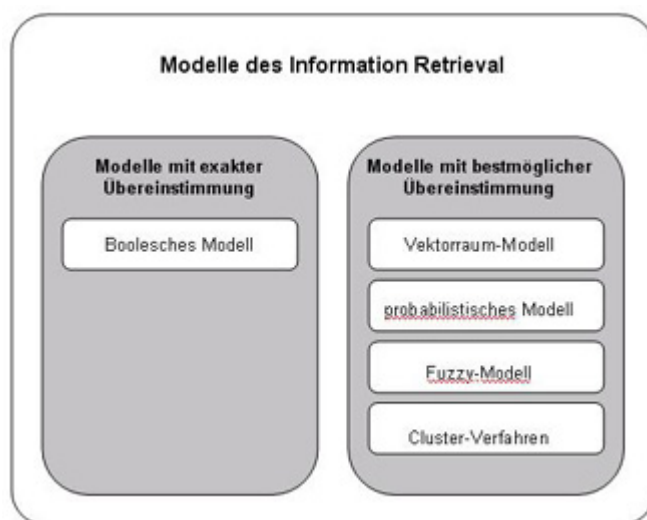 Modelle des Information Retrieval
Modelle mit exakter
Übereinstimmung
Boolesches Modell
Modelle mit bestmöglicher
Übereinstimmung
Vektorraum-Modell
probabilistisches Modell
Fuzzy-Modell
Cluster-Verfahren